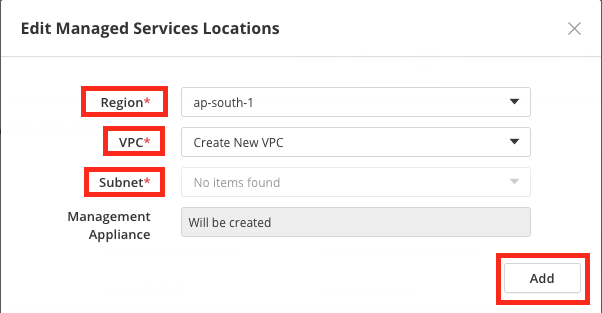 Edit Managed Services Locations
Region* ap-south-1
VPC* Create New VPC
Subnet* No items found
Management
Appliance Will be created
Add